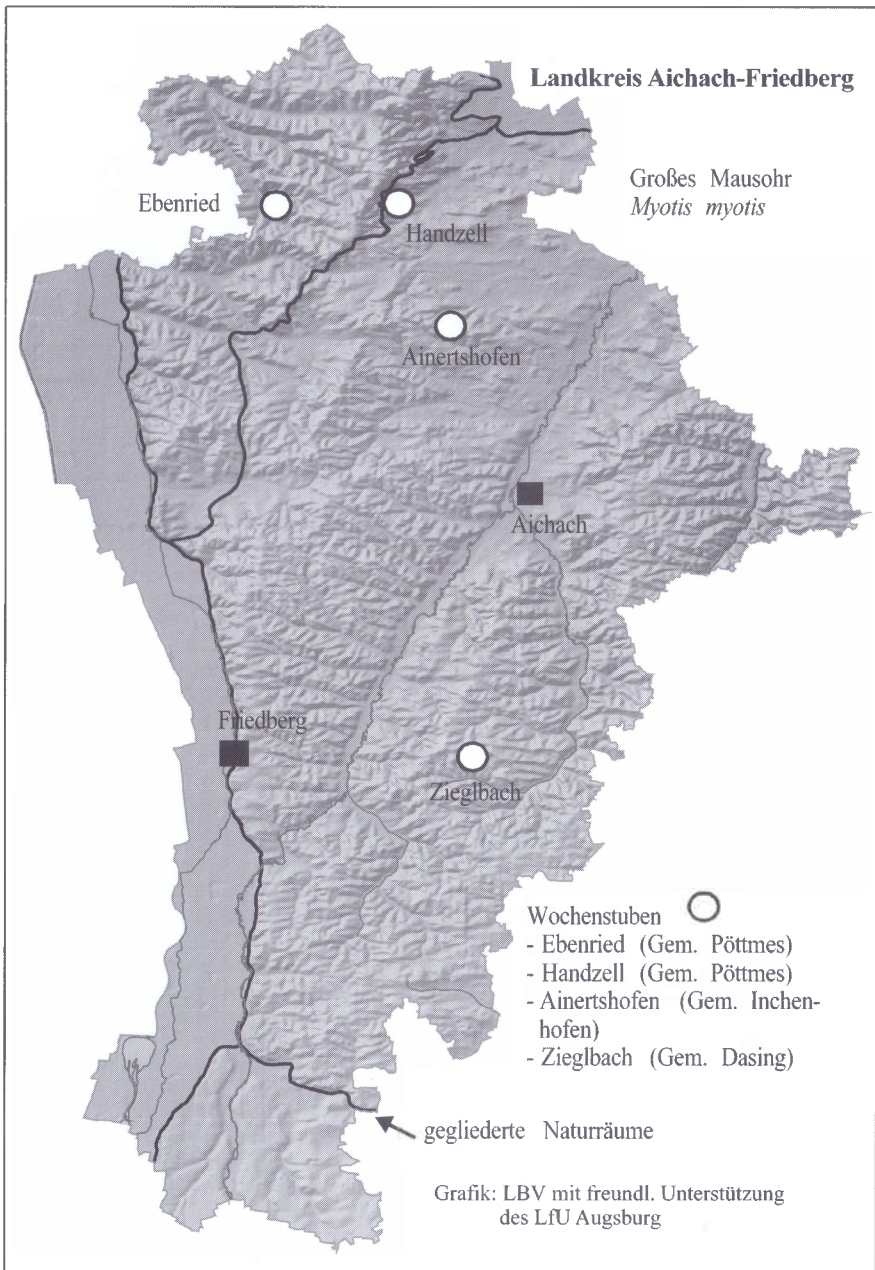 Landkreis Aichach-Friedberg
Großes Mausohr
Myotis myotis
Ebenried
Handzell
Ainertshofen
Aichach
Friedberg
Zieglbach
Wochenstuben
- Ebenried (Gem. Pöttmes)
- Handzell (Gem. Pöttmes)
- Ainertshofen (Gem. Inchen-
hofen)
- Zieglbach (Gem. Dasing)
gegliederte Naturräume
Grafik: LBV mit freundl. Unterstützung
des LfU Augsburg